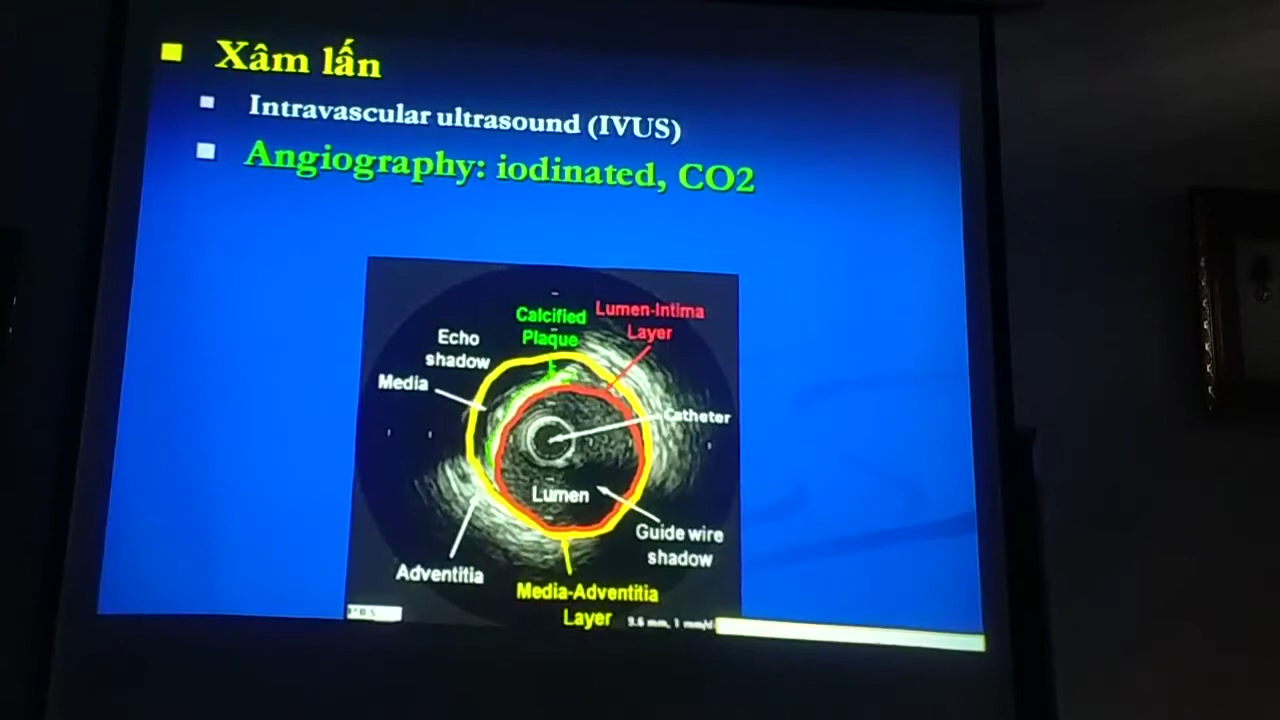 Xâm lấn
Intravascular ultrasound (IVUS)
Angiography: iodinated, CO2
Calcified
Plaque
Lumen-Intima
Layer
Echo
shadow
Media
Catheter
Lumen
Guide wire
shadow
Adventitia
Media-Adventitia
Layer